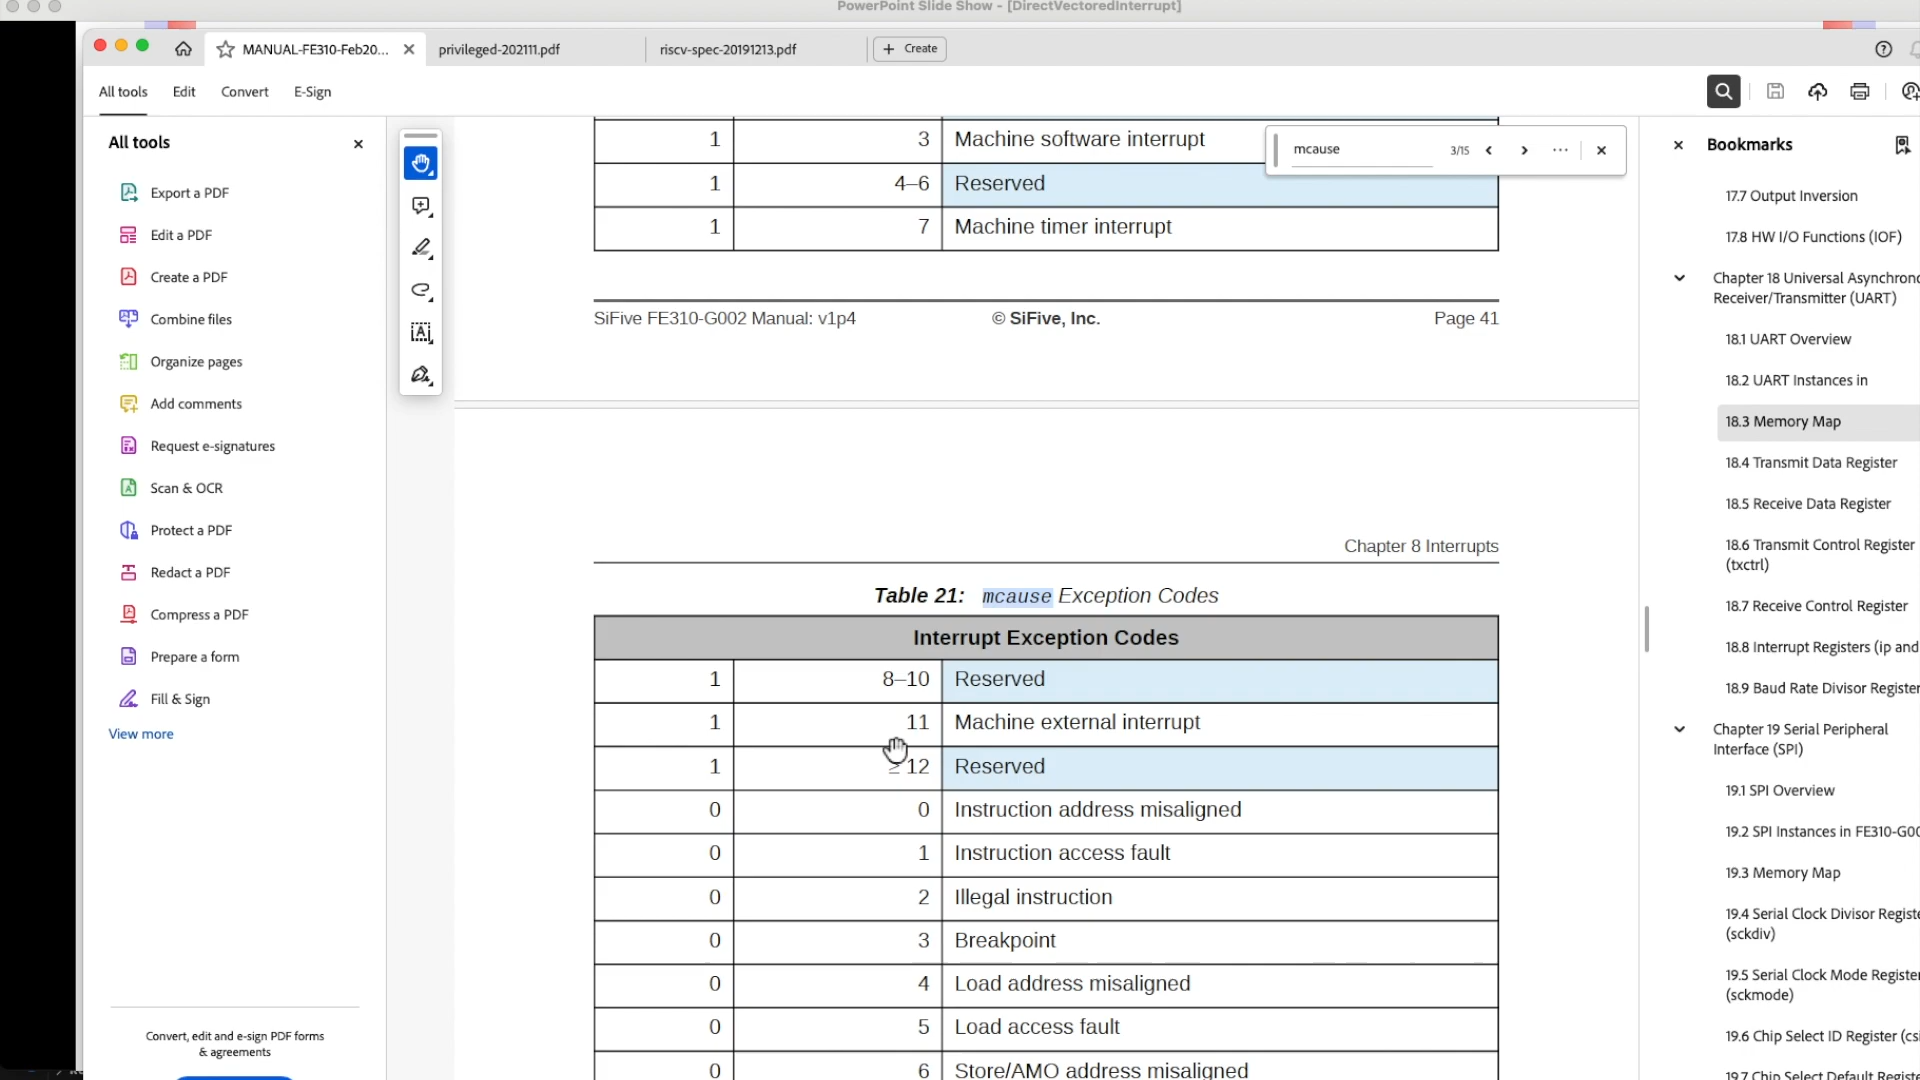 PowerPoint Slide Show - [DirectVectoredInterrupt]
MANUAL-FE310-Feb20...
privileged-202111.pdf
riscv-spec-20191213.pdf
Create
All tools
Edit
Convert
E-Sign
All tools
Export a PDF
Edit a PDF
Create a PDF
Combine files
Organize pages
Add comments
Request e-signatures
Scan & OCR
Protect a PDF
Redact a PDF
Compress a PDF
Prepare a form
Fill & Sign
View more
Convert, edit and e-sign PDF forms
& agreements
1 3 Machine software interrupt
1 4–6 Reserved
1 7 Machine timer interrupt
mcause 3/15
SiFive FE310-G002 Manual: v1p4 © SiFive, Inc. Page 41
Chapter 8 Interrupts
Table 21: mcause Exception Codes
Interrupt Exception Codes
1 8–10 Reserved
1 11 Machine external interrupt
1 ≥ 12 Reserved
0 0 Instruction address misaligned
0 1 Instruction access fault
0 2 Illegal instruction
0 3 Breakpoint
0 4 Load address misaligned
0 5 Load access fault
0 6 Store/AMO address misaligned
Bookmarks
17.7 Output Inversion
17.8 HW I/O Functions (IOF)
Chapter 18 Universal Asynchrono
Receiver/Transmitter (UART)
18.1 UART Overview
18.2 UART Instances in
18.3 Memory Map
18.4 Transmit Data Register
18.5 Receive Data Register
18.6 Transmit Control Register
(txctrl)
18.7 Receive Control Register
18.8 Interrupt Registers (ip and
18.9 Baud Rate Divisor Register
Chapter 19 Serial Peripheral
Interface (SPI)
19.1 SPI Overview
19.2 SPI Instances in FE310-G00
19.3 Memory Map
19.4 Serial Clock Divisor Registe
(sckdiv)
19.5 Serial Clock Mode Register
(sckmode)
19.6 Chip Select ID Register (csi
19.7 Chip Select Default Registe